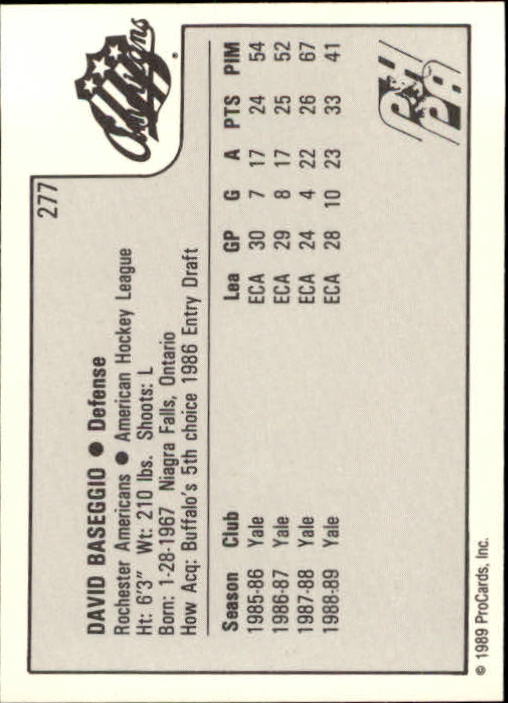 Americans
277
DAVID BASEGGIO ● Defense
Rochester Americans ● American Hockey League
Ht: 6'3" Wt: 210 lbs. Shoots: L
Born: 1-28-1967 Niagra Falls, Ontario
How Acq: Buffalo's 5th choice 1986 Entry Draft
Season Club Lea GP G A PTS PIM
1985-86 Yale ECA 30 7 17 24 54
1986-87 Yale ECA 29 8 17 25 52
1987-88 Yale ECA 24 4 22 26 67
1988-89 Yale ECA 28 10 23 33 41
PHPA
© 1989 ProCards, Inc.